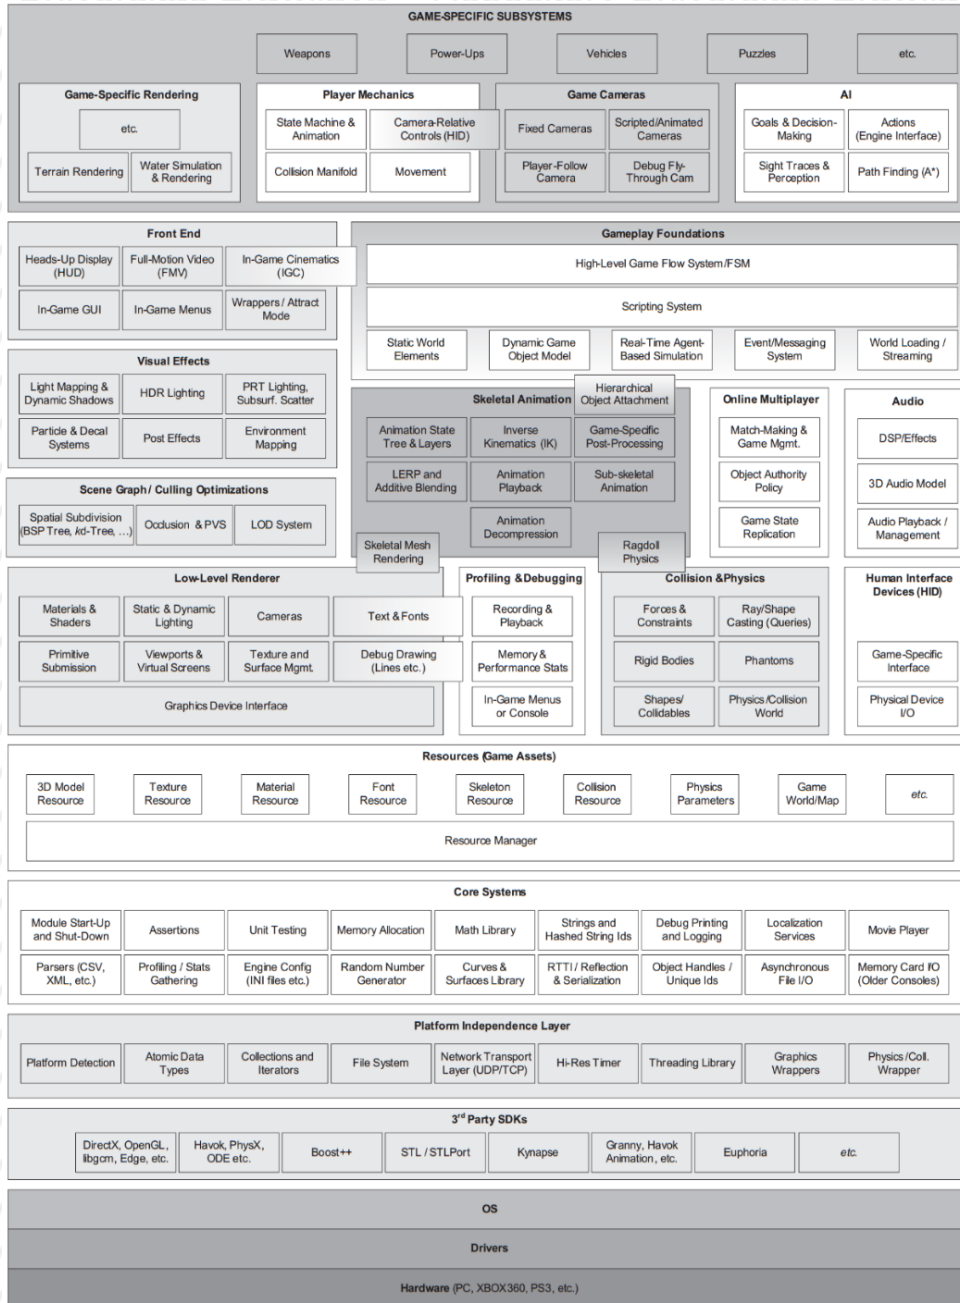 GAME-SPECIFIC SUBSYSTEMS
Weapons
Power-Ups
Vehicles
Puzzles
etc.
Game-Specific Rendering
etc.
Terrain Rendering
Water Simulation
& Rendering
Player Mechanics
State Machine &
Animation
Camera-Relative
Controls (HID)
Collision Manifold
Movement
Game Cameras
Fixed Cameras
Scripted/Animated
Cameras
Player-Follow
Camera
Debug Fly-
Through Cam
AI
Goals & Decision-
Making
Actions
(Engine Interface)
Sight Traces &
Perception
Path Finding (A*)
Front End
Heads-Up Display
(HUD)
Full-Motion Video
(FMV)
In-Game Cinematics
(IGC)
In-Game GUI
In-Game Menus
Wrappers / Attract
Mode
Gameplay Foundations
High-Level Game Flow System/FSM
Scripting System
Static World
Elements
Dynamic Game
Object Model
Real-Time Agent-
Based Simulation
Event/Messaging
System
World Loading /
Streaming
Visual Effects
Light Mapping &
Dynamic Shadows
HDR Lighting
PRT Lighting,
Subsurf. Scatter
Particle & Decal
Systems
Post Effects
Environment
Mapping
Skeletal Animation
Hierarchical
Object Attachment
Animation State
Tree & Layers
Inverse
Kinematics (IK)
Game-Specific
Post-Processing
LERP and
Additive Blending
Animation
Playback
Sub-skeletal
Animation
Animation
Decompression
Skeletal Mesh
Rendering
Ragdoll
Physics
Online Multiplayer
Match-Making &
Game Mgmt.
Object Authority
Policy
Game State
Replication
Audio
DSP/Effects
3D Audio Model
Audio Playback /
Management
Scene Graph / Culling Optimizations
Spatial Subdivision
(BSP Tree, kd-Tree, ...)
Occlusion & PVS
LOD System
Low-Level Renderer
Materials &
Shaders
Static & Dynamic
Lighting
Cameras
Text & Fonts
Primitive
Submission
Viewports &
Virtual Screens
Texture and
Surface Mgmt.
Debug Drawing
(Lines etc.)
Graphics Device Interface
Profiling & Debugging
Recording &
Playback
Memory &
Performance Stats
In-Game Menus
or Console
Collision & Physics
Forces &
Constraints
Ray/Shape
Casting (Queries)
Rigid Bodies
Phantoms
Shapes/
Collidables
Physics/Collision
World
Human Interface
Devices (HID)
Game-Specific
Interface
Physical Device
I/O
Resources (Game Assets)
3D Model
Resource
Texture
Resource
Material
Resource
Font
Resource
Skeleton
Resource
Collision
Resource
Physics
Parameters
Game
World/Map
etc.
Resource Manager
Core Systems
Module Start-Up
and Shut-Down
Assertions
Unit Testing
Memory Allocation
Math Library
Strings and
Hashed String Ids
Debug Printing
and Logging
Localization
Services
Movie Player
Parsers (CSV,
XML, etc.)
Profiling / Stats
Gathering
Engine Config
(INI files etc.)
Random Number
Generator
Curves &
Surfaces Library
RTTI / Reflection
& Serialization
Object Handles /
Unique Ids
Asynchronous
File I/O
Memory Card I/O
(Older Consoles)
Platform Independence Layer
Platform Detection
Atomic Data
Types
Collections and
Iterators
File System
Network Transport
Layer (UDP/TCP)
Hi-Res Timer
Threading Library
Graphics
Wrappers
Physics/Coll.
Wrapper
3rd Party SDKs
DirectX, OpenGL,
libgcm, Edge, etc.
Havok, PhysX,
ODE etc.
Boost++
STL / STLPort
Kynapse
Granny, Havok
Animation, etc.
Euphoria
etc.
OS
Drivers
Hardware (PC, XBOX360, PS3, etc.)